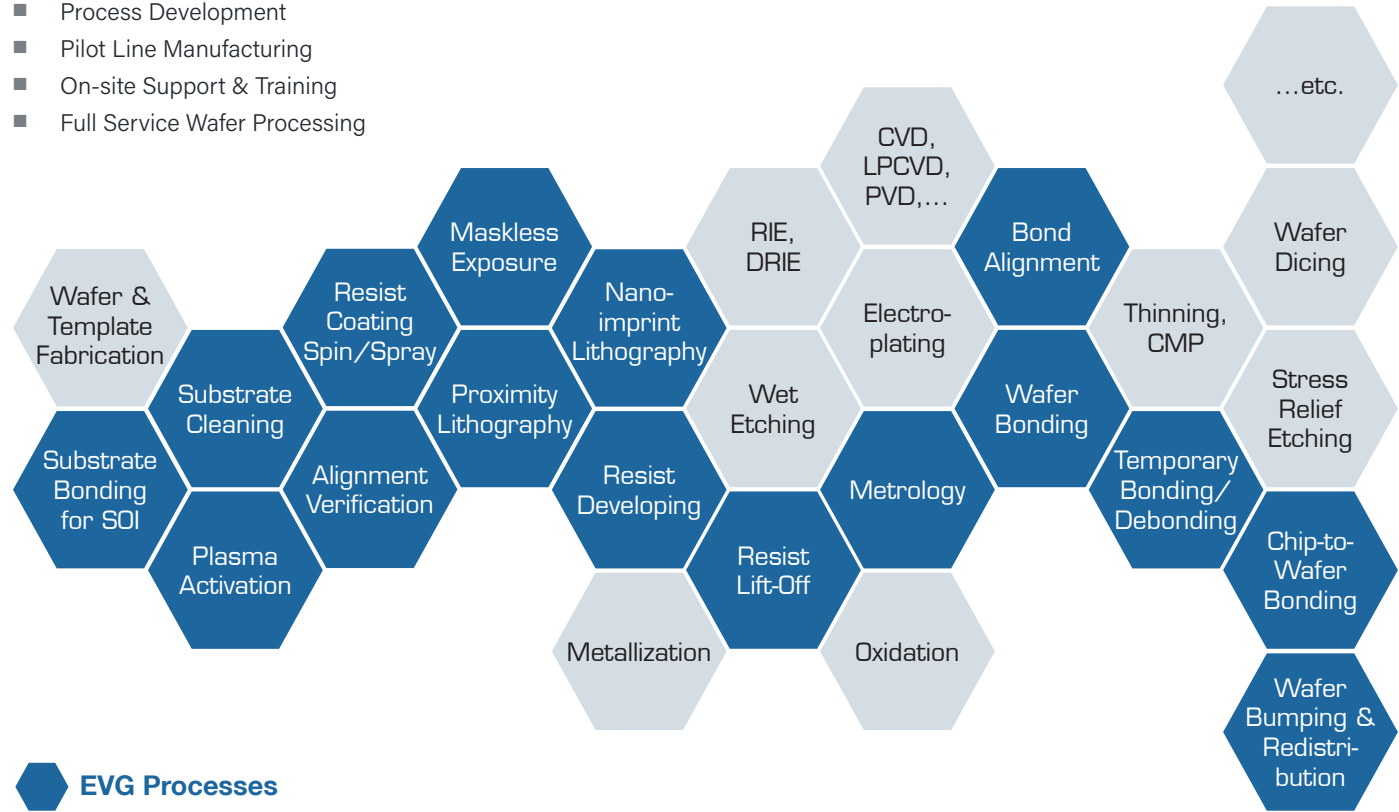 Process Development
Pilot Line Manufacturing
On-site Support & Training
Full Service Wafer Processing
Wafer &
Template
Fabrication
Substrate
Bonding
for SOI
Substrate
Cleaning
Plasma
Activation
Resist
Coating
Spin/Spray
Alignment
Verification
Maskless
Exposure
Proximity
Lithography
Nano-
imprint
Lithography
Resist
Developing
Metallization
RIE,
DRIE
Wet
Etching
Resist
Lift-Off
CVD,
LPCVD,
PVD,...
Electro-
plating
Metrology
Oxidation
Bond
Alignment
Wafer
Bonding
Thinning,
CMP
Temporary
Bonding/
Debonding
...etc.
Wafer
Dicing
Stress
Relief
Etching
Chip-to-
Wafer
Bonding
Wafer
Bumping &
Redistri-
bution
EVG Processes